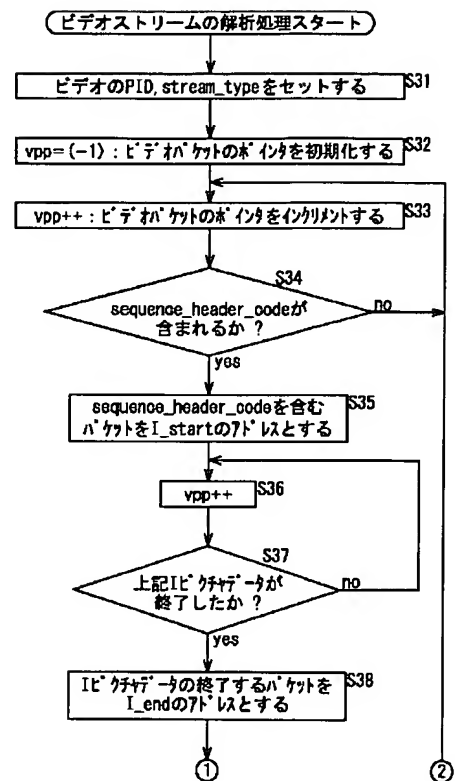 ビデオストリームの解析処理スタート
ビデオのPID,stream_typeをセットする
S31
vpp=(-1)：ビデオパケットのポインタを初期化する
S32
vpp++：ビデオパケットのポインタをインクリメントする
S33
S34
sequence_header_codeが
含まれるか ?
no
yes
sequence_header_codeを含む
パケットをI_startのアドレスとする
S35
vpp++
S36
S37
上記Iピクチャデータが
終了したか ?
no
yes
Iピクチャデータの終了するパケットを
I_endのアドレスとする
S38
①
②